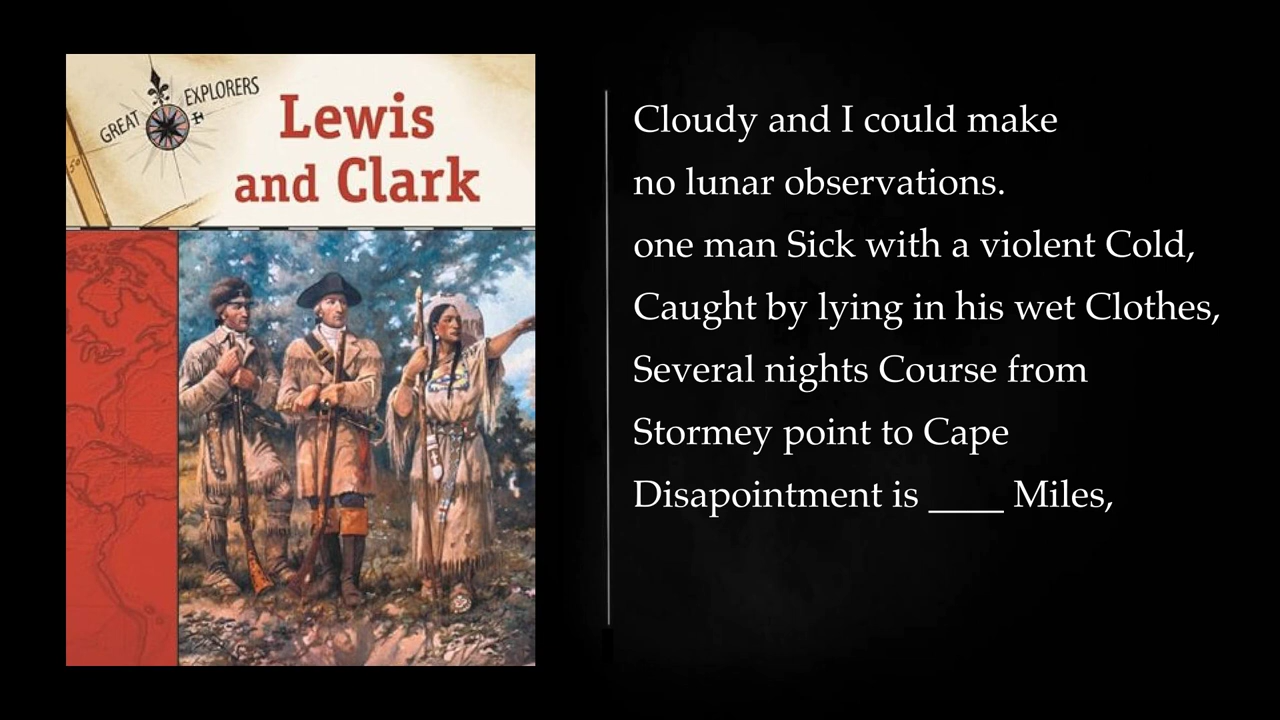 GREAT EXPLORERS
Lewis
and Clark
50
Cloudy and I could make
no lunar observations.
one man Sick with a violent Cold,
Caught by lying in his wet Clothes,
Several nights Course from
Stormey point to Cape
Disapointment is ____ Miles,